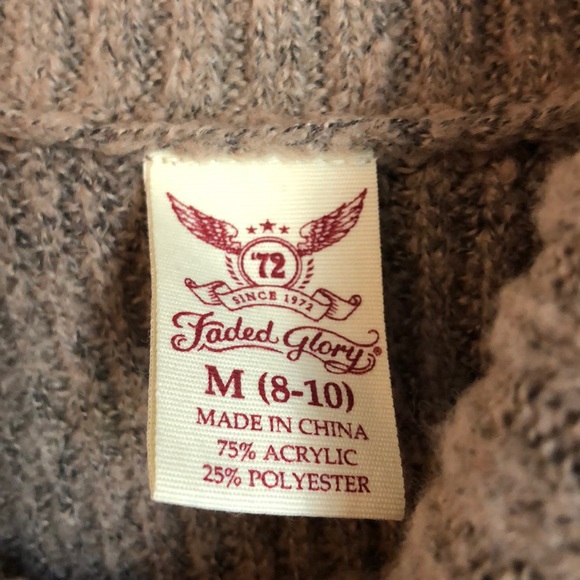 '72
SINCE 1972
Faded Glory®
M (8-10)
MADE IN CHINA
75% ACRYLIC
25% POLYESTER